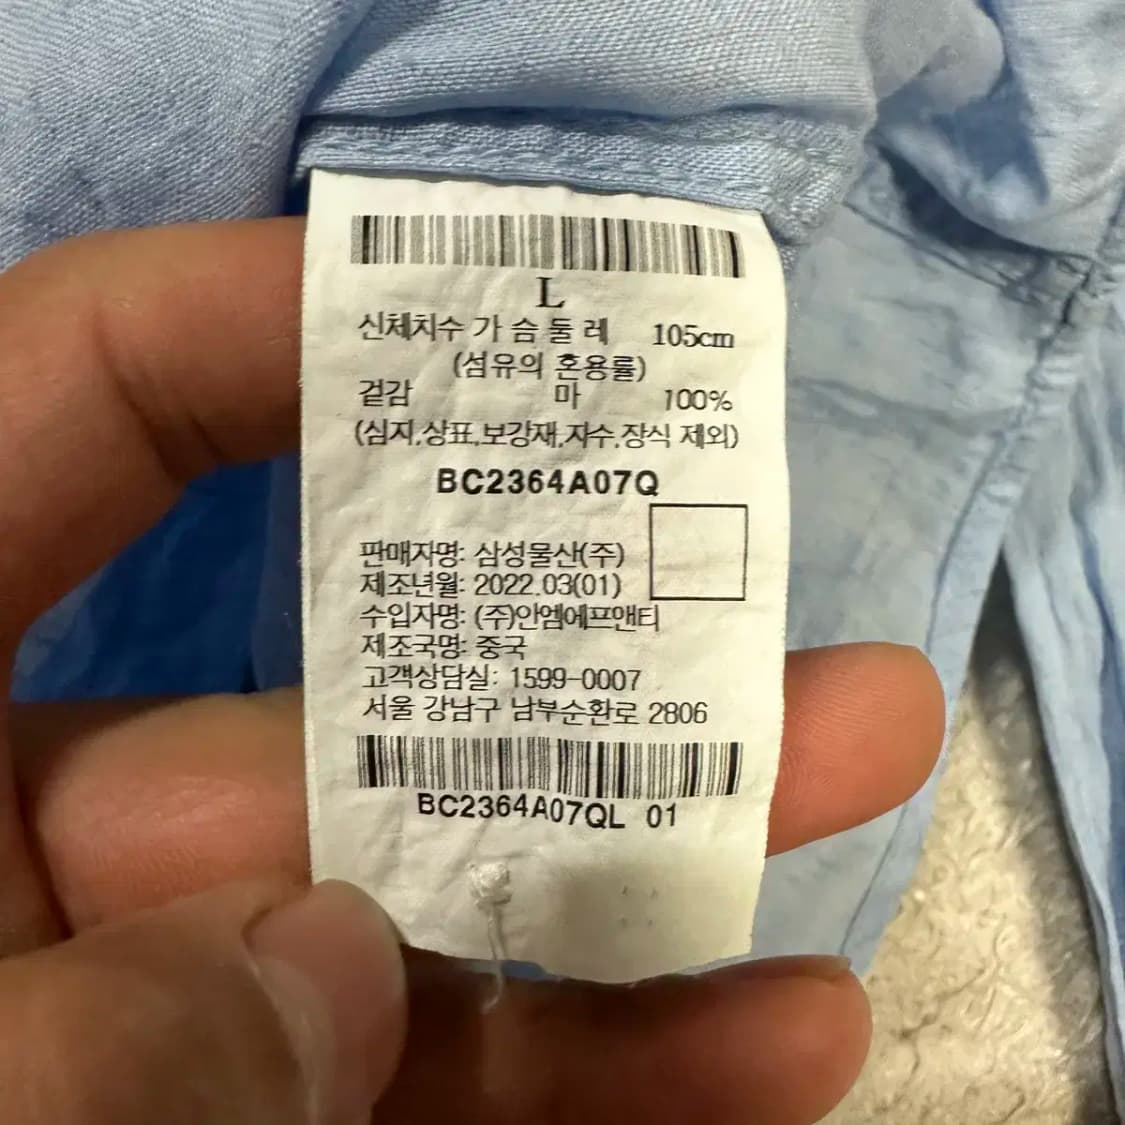 L
신체치수 가슴둘레 105cm
(섬유의 혼용률)
겉감 마 100%
(심지,상표,보강재,자수,장식 제외)
BC2364A07Q
판매자명: 삼성물산(주)
제조년월: 2022.03(01)
수입자명: (주)안엠에프앤티
제조국명: 중국
고객상담실: 1599-0007
서울 강남구 남부순환로 2806
BC2364A07QL 01